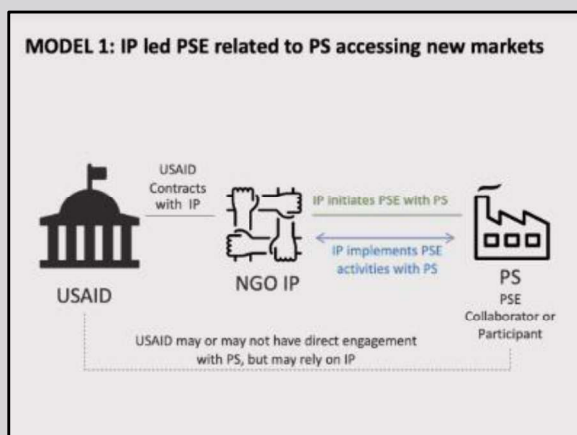 MODEL 1: IP led PSE related to PS accessing new markets
USAID
Contracts
with IP
IP initiates PSE with PS
IP implements PSE
activities with PS
USAID
NGO IP
PS
PSE
Collaborator or
Participant
USAID may or may not have direct engagement
with PS, but may rely on IP